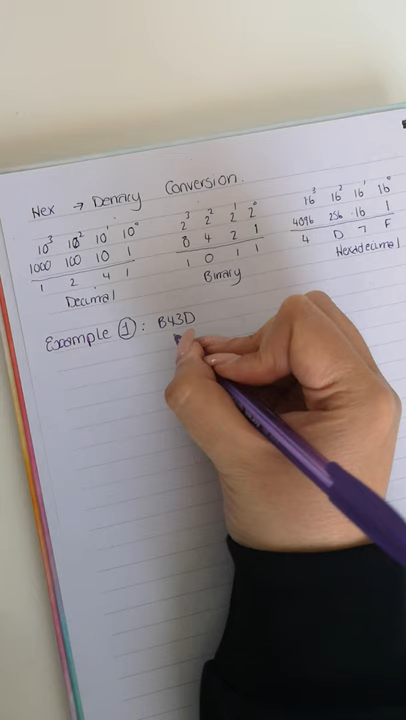 Hex → Denary Conversion.
10³ 10² 10¹ 10⁰
1000 100 10 1
1 2 4 1
Decimal
2³ 2² 2¹ 2⁰
8 4 2 1
1 0 1 1
Binary
16³ 16² 16¹ 16⁰
4096 256 16 1
4 D 7 F
Hexadecimal
Example ①: B43D